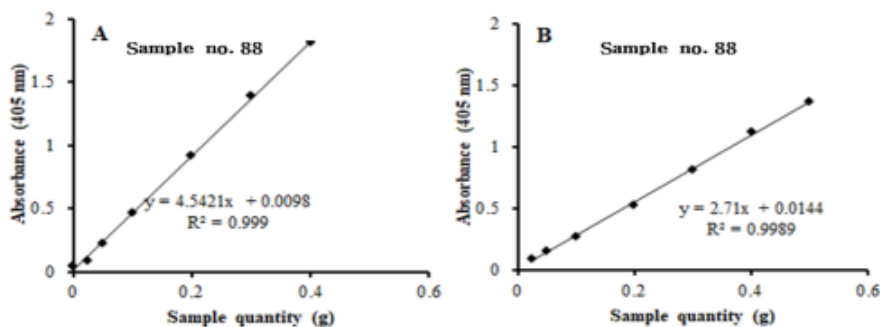 A
Sample no. 88
Absorbance (405 nm)
2
1.5
1
0.5
0
y = 4.5421x + 0.0098
R² = 0.999
0
0.2
0.4
0.6
Sample quantity (g)
B
Sample no. 88
Absorbance (405 nm)
2
1.5
1
0.5
0
y = 2.71x + 0.0144
R² = 0.9989
0
0.2
0.4
0.6
Sample quantity (g)